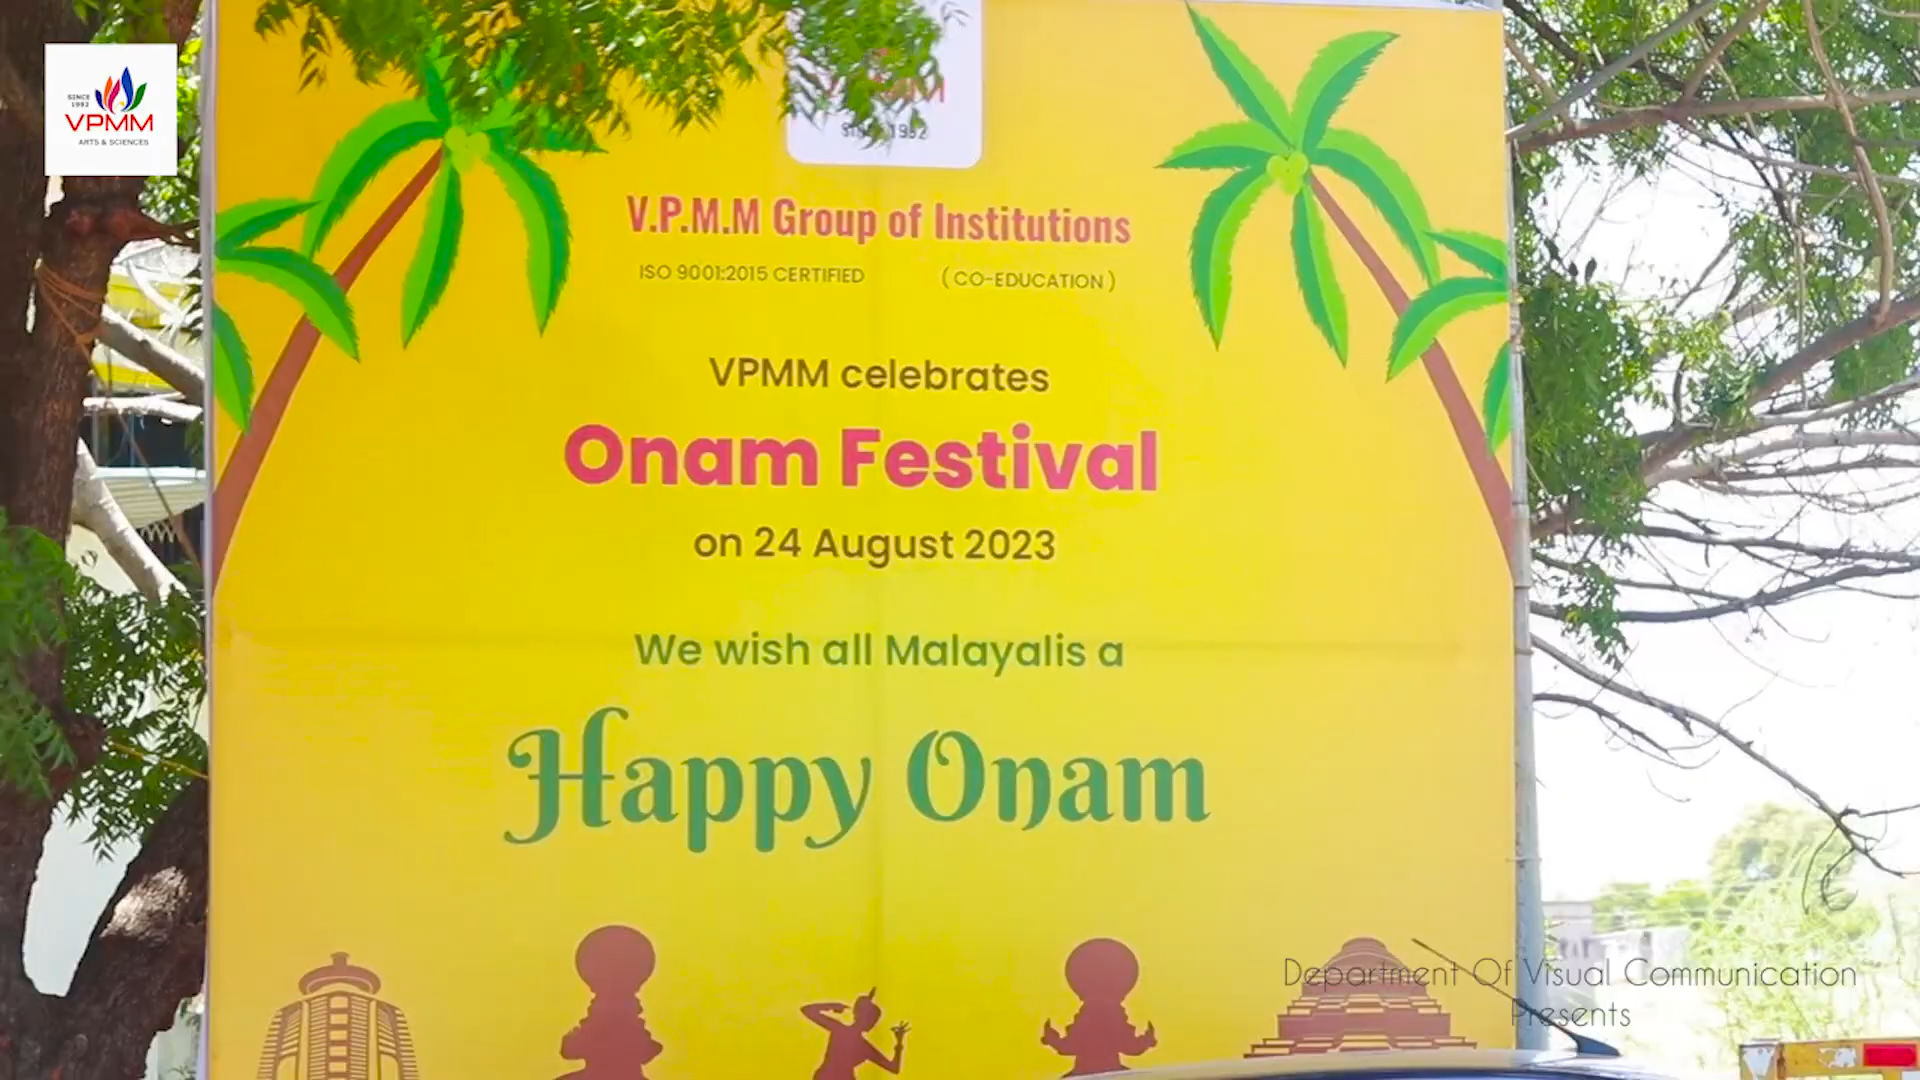 SINCE
1992
VPMM
ARTS & SCIENCES
1992
V.P.M.M Group of Institutions
ISO 9001:2015 CERTIFIED (CO-EDUCATION)
VPMM celebrates
Onam Festival
on 24 August 2023
We wish all Malayalis a
Happy Onam
Department Of Visual Communication
Presents